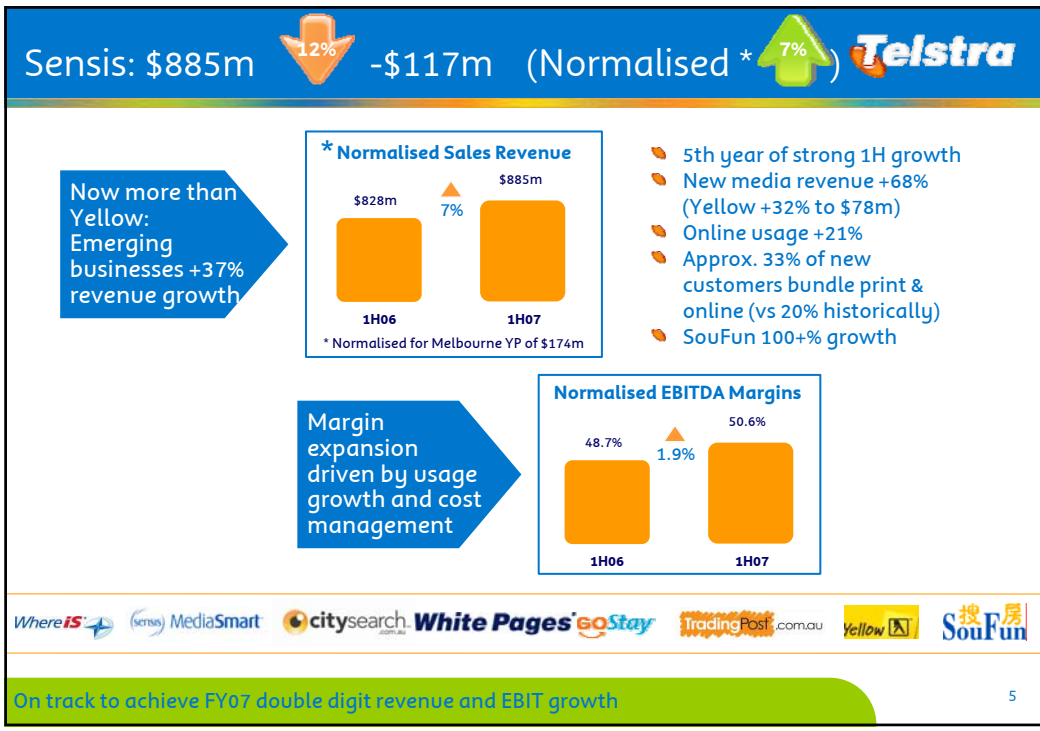 Sensis: $885m 12% -$117m (Normalised * 7% ) Telstra
Now more than
Yellow:
Emerging
businesses +37%
revenue growth
* Normalised Sales Revenue
$828m
7%
$885m
1H06 1H07
* Normalised for Melbourne YP of $174m
5th year of strong 1H growth
New media revenue +68%
(Yellow +32% to $78m)
Online usage +21%
Approx. 33% of new
customers bundle print &
online (vs 20% historically)
SouFun 100+% growth
Margin
expansion
driven by usage
growth and cost
management
Normalised EBITDA Margins
48.7%
1.9%
50.6%
1H06 1H07
Whereis sensis MediaSmart citysearch .com.au White Pages GOStay TradingPost.com.au Yellow 搜房 SouFun
On track to achieve FY07 double digit revenue and EBIT growth
5